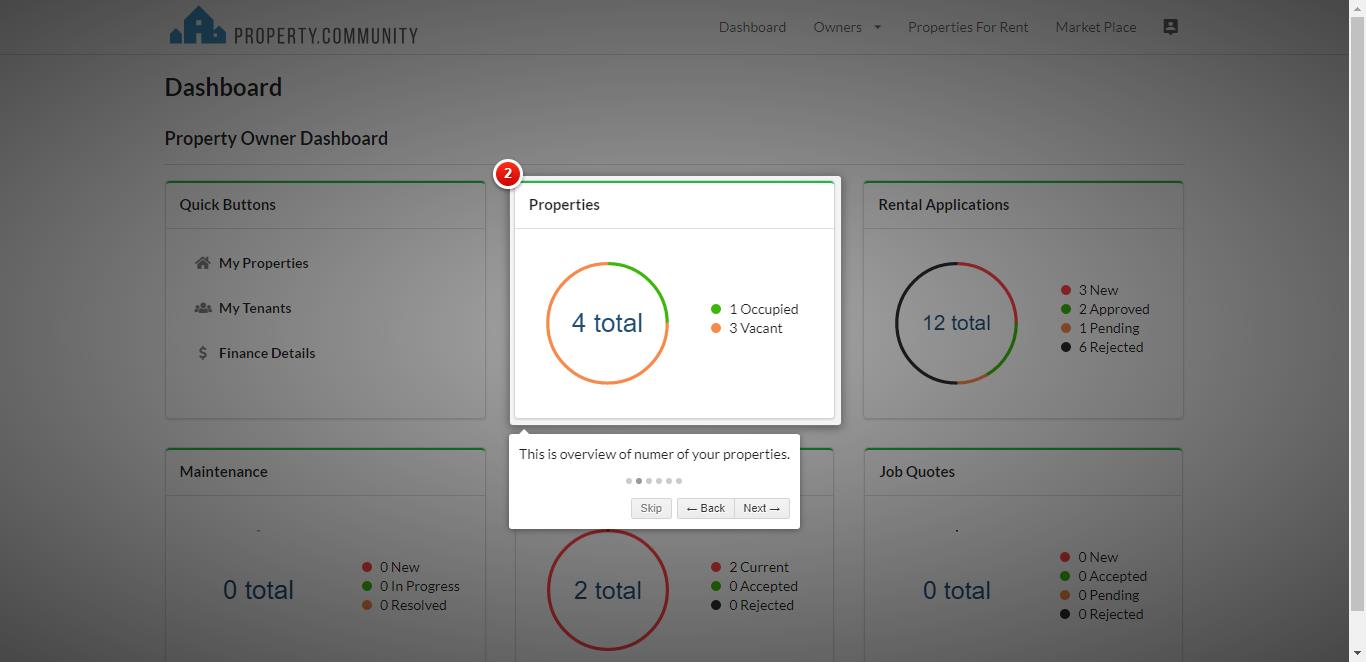 PROPERTY.COMMUNITY
Dashboard
Owners
Properties For Rent
Market Place
Dashboard
Property Owner Dashboard
Quick Buttons
My Properties
My Tenants
Finance Details
2
Properties
4 total
1 Occupied
3 Vacant
Rental Applications
12 total
3 New
2 Approved
1 Pending
6 Rejected
This is overview of numer of your properties.
Skip
← Back
Next →
Maintenance
0 total
0 New
0 In Progress
0 Resolved
2 total
2 Current
0 Accepted
0 Rejected
Job Quotes
0 total
0 New
0 Accepted
0 Pending
0 Rejected